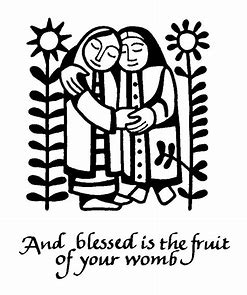 And blessed is the fruit
of your womb